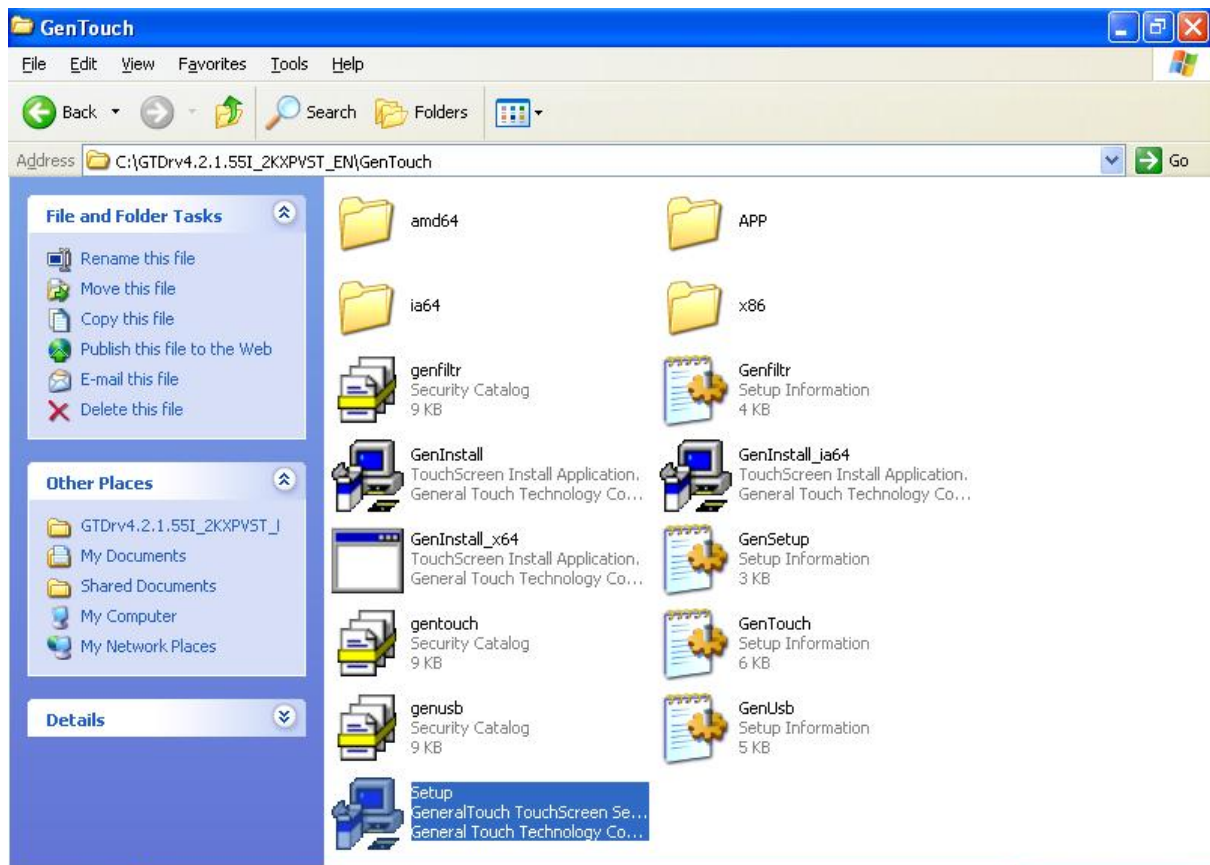 GenTouch
File Edit View Favorites Tools Help
Back Search Folders
Address C:\GTDrv4.2.1.55I_2KXPVST_EN\GenTouch Go
File and Folder Tasks
Rename this file
Move this file
Copy this file
Publish this file to the Web
E-mail this file
Delete this file
Other Places
GTDrv4.2.1.55I_2KXPVST_I
My Documents
Shared Documents
My Computer
My Network Places
Details
amd64
APP
ia64
x86
genfiltr
Security Catalog
9 KB
Genfiltr
Setup Information
4 KB
GenInstall
TouchScreen Install Application.
General Touch Technology Co...
GenInstall_ia64
TouchScreen Install Application.
General Touch Technology Co...
GenInstall_x64
TouchScreen Install Application.
General Touch Technology Co...
GenSetup
Setup Information
3 KB
gentouch
Security Catalog
9 KB
GenTouch
Setup Information
6 KB
genusb
Security Catalog
9 KB
GenUsb
Setup Information
5 KB
Setup
GeneralTouch TouchScreen Se...
General Touch Technology Co...